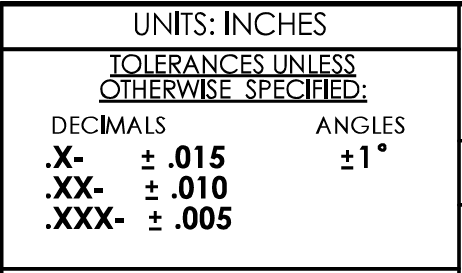 UNITS: INCHES
TOLERANCES UNLESS
OTHERWISE SPECIFIED:
DECIMALS ANGLES
.X- ± .015 ±1°
.XX- ± .010
.XXX- ± .005